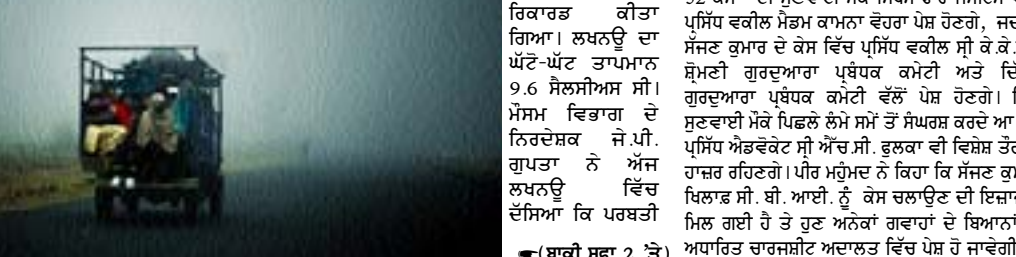 ਰਿਕਾਰਡ ਕੀਤਾ
ਗਿਆ। ਲਖਨਊ ਦਾ
ਘੱਟੋ-ਘੱਟ ਤਾਪਮਾਨ
9.6 ਸੈਲਸੀਅਸ ਸੀ।
ਮੌਸਮ ਵਿਭਾਗ ਦੇ
ਨਿਰਦੇਸ਼ਕ ਜੇ.ਪੀ.
ਗੁਪਤਾ ਨੇ ਅੱਜ
ਲਖਨਊ ਵਿੱਚ
ਦੱਸਿਆ ਕਿ ਪਰਬਤੀ
☛(ਬਾਕੀ ਸਫਾ 2 'ਤੇ)
ਪ੍ਰਸਿੱਧ ਵਕੀਲ ਮੈਡਮ ਕਾਮਨਾ ਵੋਹਰਾ ਪੇਸ਼ ਹੋਣਗੇ,
ਸੱਜਣ ਕੁਮਾਰ ਦੇ ਕੇਸ ਵਿੱਚ ਪ੍ਰਸਿੱਧ ਵਕੀਲ ਸ੍ਰੀ ਕੇ.ਕੇ.
ਸ਼੍ਰੋਮਣੀ ਗੁਰਦੁਆਰਾ ਪ੍ਰਬੰਧਕ ਕਮੇਟੀ ਅਤੇ
ਗੁਰਦੁਆਰਾ ਪ੍ਰਬੰਧਕ ਕਮੇਟੀ ਵੱਲੋਂ ਪੇਸ਼ ਹੋਣਗੇ।
ਸੁਣਵਾਈ ਮੌਕੇ ਪਿਛਲੇ ਲੰਮੇ ਸਮੇਂ ਤੋਂ ਸੰਘਰਸ਼ ਕਰਦੇ ਆ
ਪ੍ਰਸਿੱਧ ਐਡਵੋਕੇਟ ਸ੍ਰੀ ਐੱਚ.ਸੀ. ਫੂਲਕਾ ਵੀ ਵਿਸ਼ੇਸ਼
ਹਾਜ਼ਰ ਰਹਿਣਗੇ। ਪੀਰ ਮਹੁੰਮਦ ਨੇ ਕਿਹਾ ਕਿ ਸੱਜਣ
ਖਿਲਾਫ਼ ਸੀ. ਬੀ. ਆਈ. ਨੂੰ ਕੇਸ ਚਲਾਉਣ ਦੀ
ਮਿਲ ਗਈ ਹੈ ਤੇ ਹੁਣ ਅਨੇਕਾਂ ਗਵਾਹਾਂ ਦੇ ਬਿਆਨਾਂ
ਅਧਾਰਿਤ ਚਾਰਜਸ਼ੀਟ ਅਦਾਲਤ ਵਿੱਚ ਪੇਸ਼ ਹੋ ਜਾਵੇਗੀ